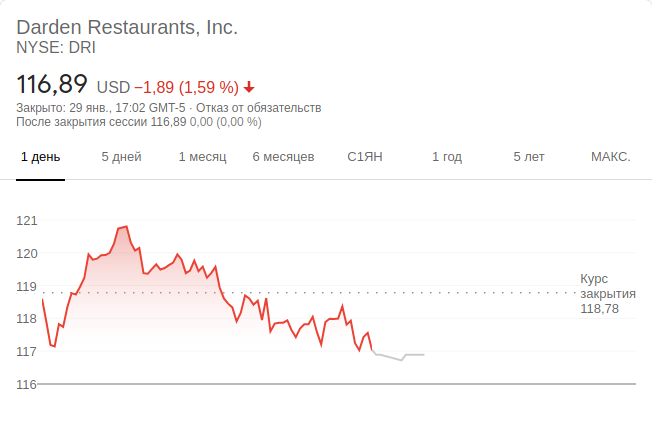 Darden Restaurants, Inc.
NYSE: DRI
116,89 USD −1,89 (1,59 %)
Закрыто: 29 янв., 17:02 GMT-5 · Отказ от обязательств
После закрытия сессии 116,89 0,00 (0,00 %)
1 день 5 дней 1 месяц 6 месяцев С1ЯН 1 год 5 лет МАКС.
121
120
119
118
117
116
Курс
закрытия
118,78